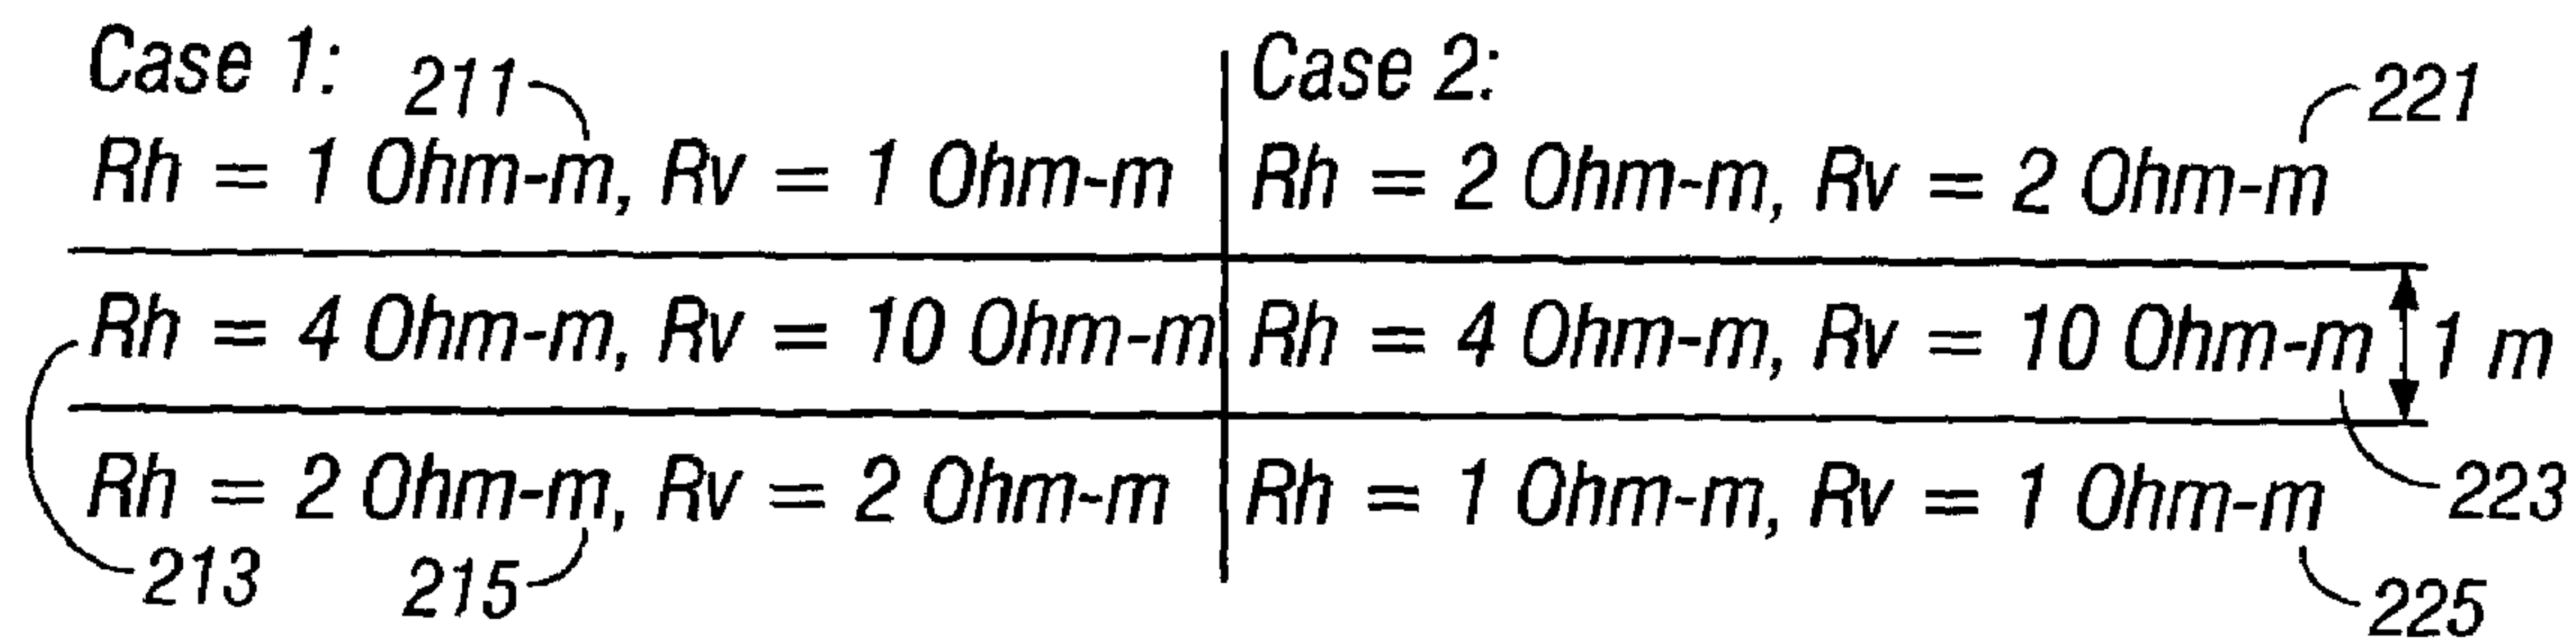 Case 1: 211
Rh = 1 Ohm-m, Rv = 1 Ohm-m
Rh = 4 Ohm-m, Rv = 10 Ohm-m
Rh = 2 Ohm-m, Rv = 2 Ohm-m
213 215
Case 2:
221
Rh = 2 Ohm-m, Rv = 2 Ohm-m
Rh = 4 Ohm-m, Rv = 10 Ohm-m 1 m
Rh = 1 Ohm-m, Rv = 1 Ohm-m
223
225